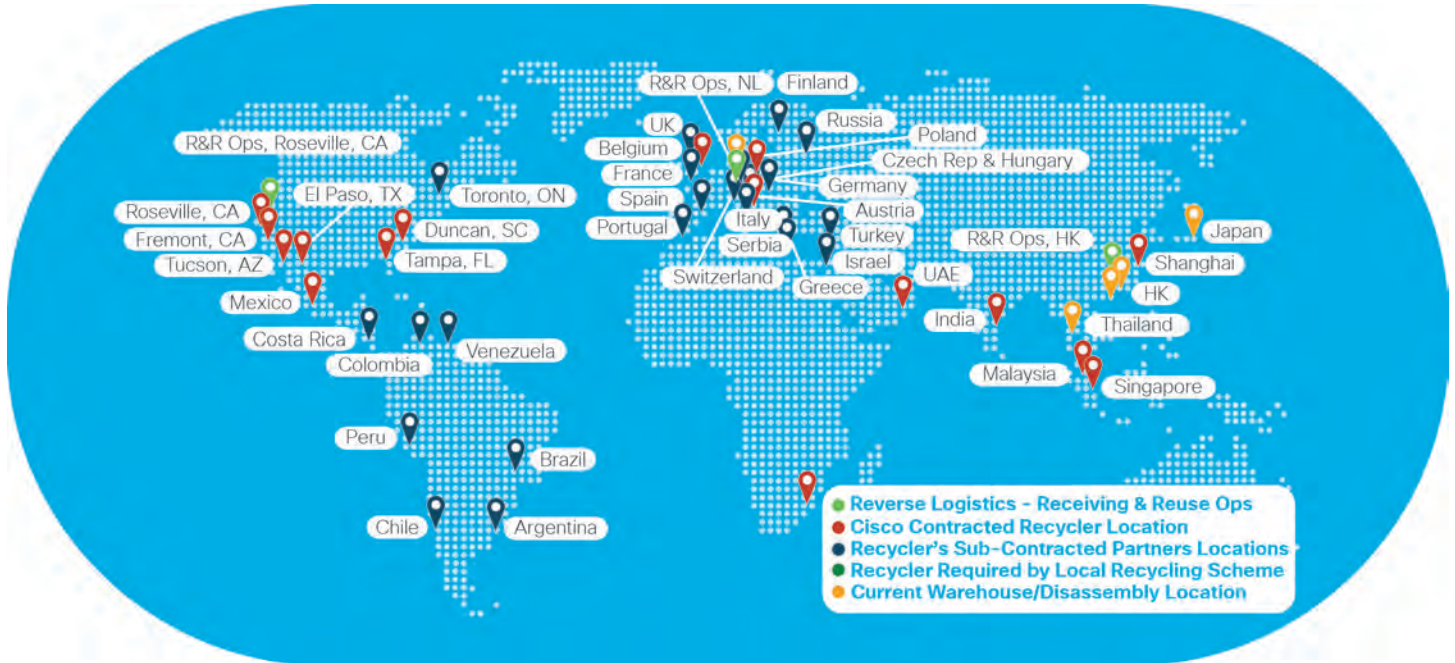 R&R Ops, NL
Finland
UK
Russia
R&R Ops, Roseville, CA
Belgium
Poland
France
Czech Rep & Hungary
El Paso, TX
Toronto, ON
Spain
Germany
Roseville, CA
Portugal
Italy
Austria
Fremont, CA
Duncan, SC
Serbia
Turkey
R&R Ops, HK
Japan
Tucson, AZ
Tampa, FL
Israel
Shanghai
Switzerland
Greece
UAE
Mexico
HK
India
Thailand
Costa Rica
Colombia
Venezuela
Malaysia
Singapore
Peru
Brazil
Chile
Argentina
Reverse Logistics - Receiving & Reuse Ops
Cisco Contracted Recycler Location
Recycler's Sub-Contracted Partners Locations
Recycler Required by Local Recycling Scheme
Current Warehouse/Disassembly Location